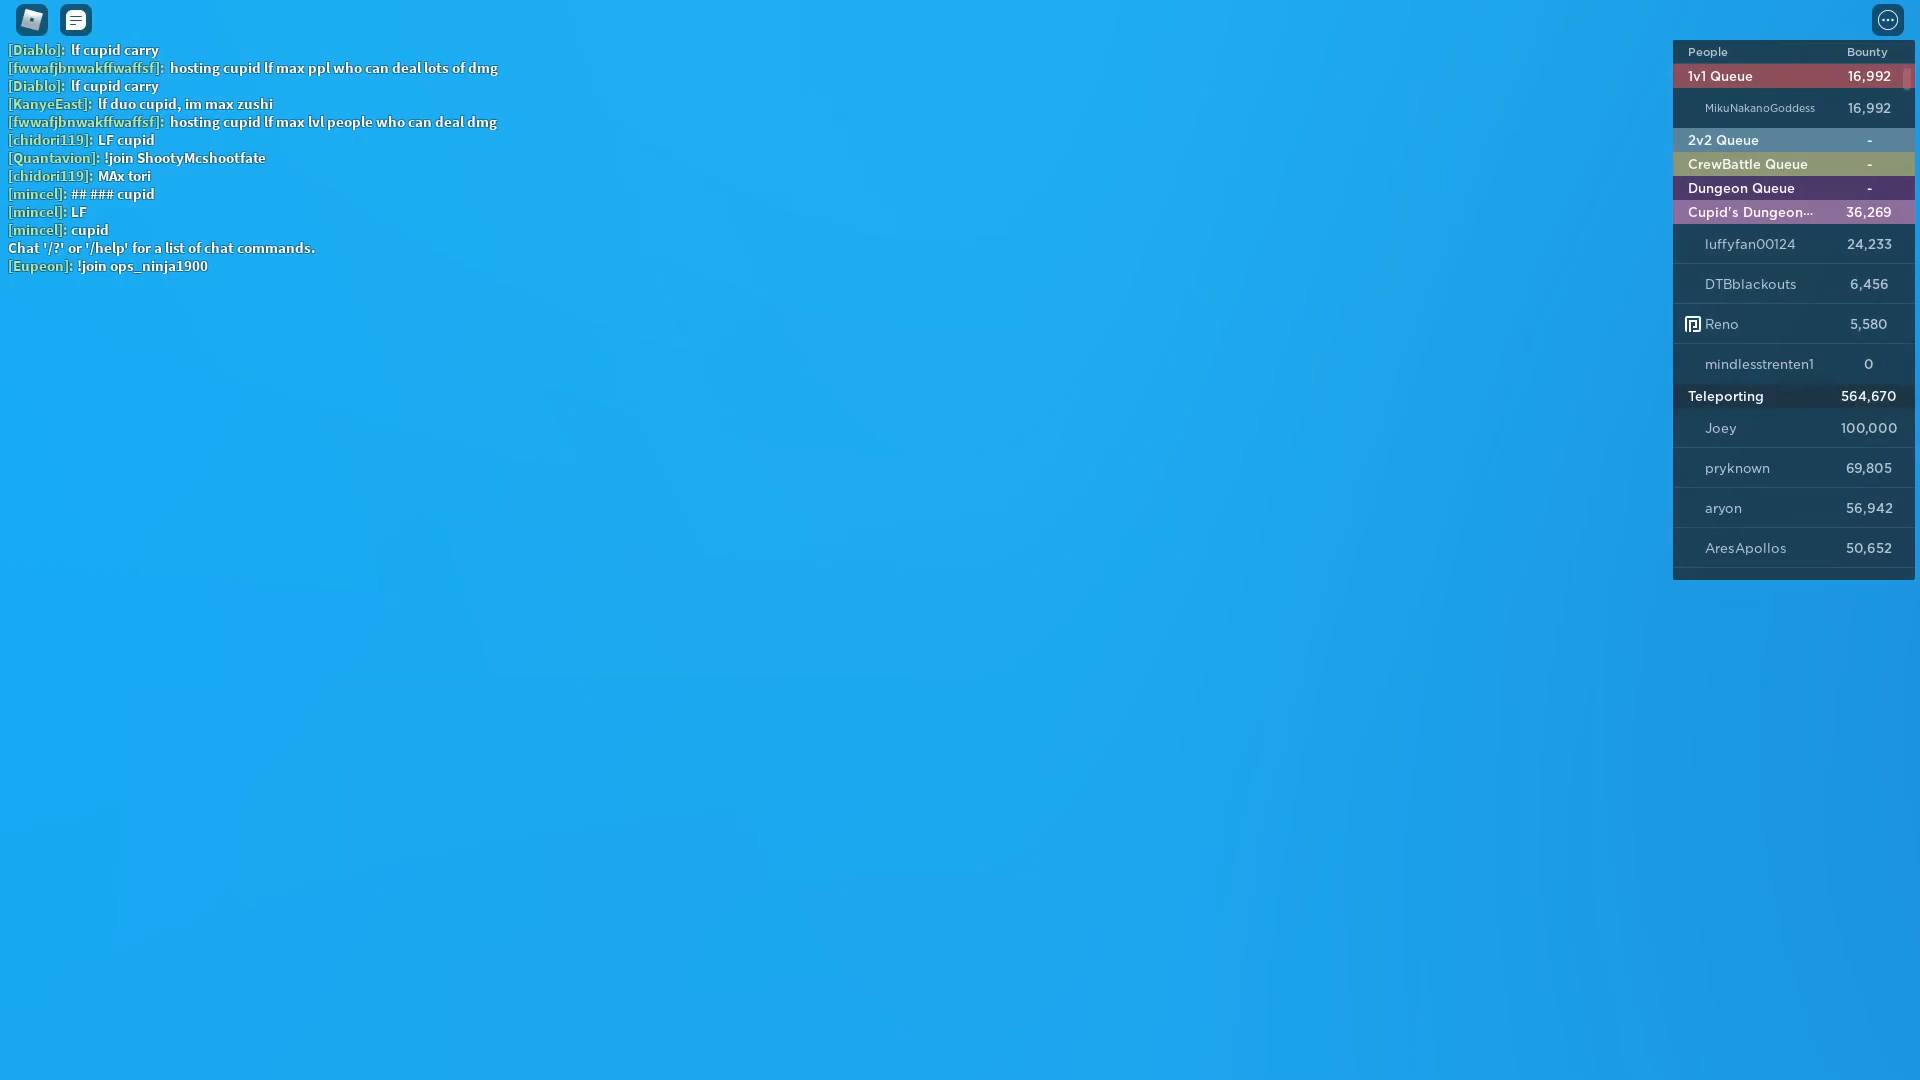 [Diablo]: lf cupid carry
[fwwafjbnwakffwaffsf]: hosting cupid lf max ppl who can deal lots of dmg
[Diablo]: lf cupid carry
[KanyeEast]: lf duo cupid, im max zushi
[fwwafjbnwakffwaffsf]: hosting cupid lf max lvl people who can deal dmg
[chidori119]: LF cupid
[Quantavion]: !join ShootyMcshootfate
[chidori119]: MAx tori
[mincel]: ## ### cupid
[mincel]: LF
[mincel]: cupid
Chat '/?' or '/help' for a list of chat commands.
[Eupeon]: !join ops_ninja1900
People Bounty
1v1 Queue 16,992
MikuNakanoGoddess 16,992
2v2 Queue -
CrewBattle Queue -
Dungeon Queue -
Cupid's Dungeon... 36,269
luffyfan00124 24,233
DTBblackouts 6,456
Reno 5,580
mindlesstrenten1 0
Teleporting 564,670
Joey 100,000
pryknown 69,805
aryon 56,942
AresApollos 50,652